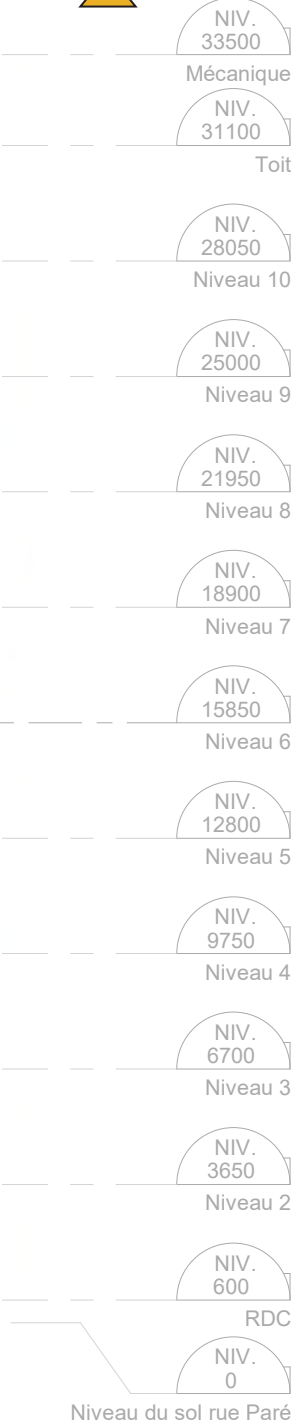 NIV.
33500
Mécanique
NIV.
31100
Toit
NIV.
28050
Niveau 10
NIV.
25000
Niveau 9
NIV.
21950
Niveau 8
NIV.
18900
Niveau 7
NIV.
15850
Niveau 6
NIV.
12800
Niveau 5
NIV.
9750
Niveau 4
NIV.
6700
Niveau 3
NIV.
3650
Niveau 2
NIV.
600
RDC
NIV.
0
Niveau du sol rue Paré